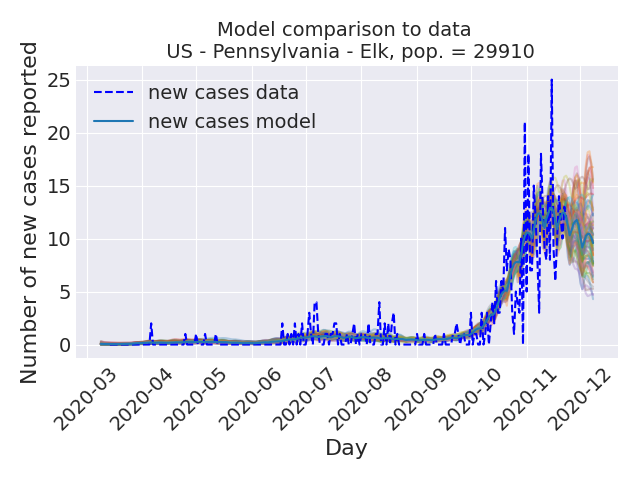 Model comparison to data
US - Pennsylvania - Elk, pop. = 29910
Number of new cases reported
25
20
15
10
5
0
new cases data
new cases model
2020-03
2020-04
2020-05
2020-06
2020-07
2020-08
2020-09
2020-10
2020-11
2020-12
Day